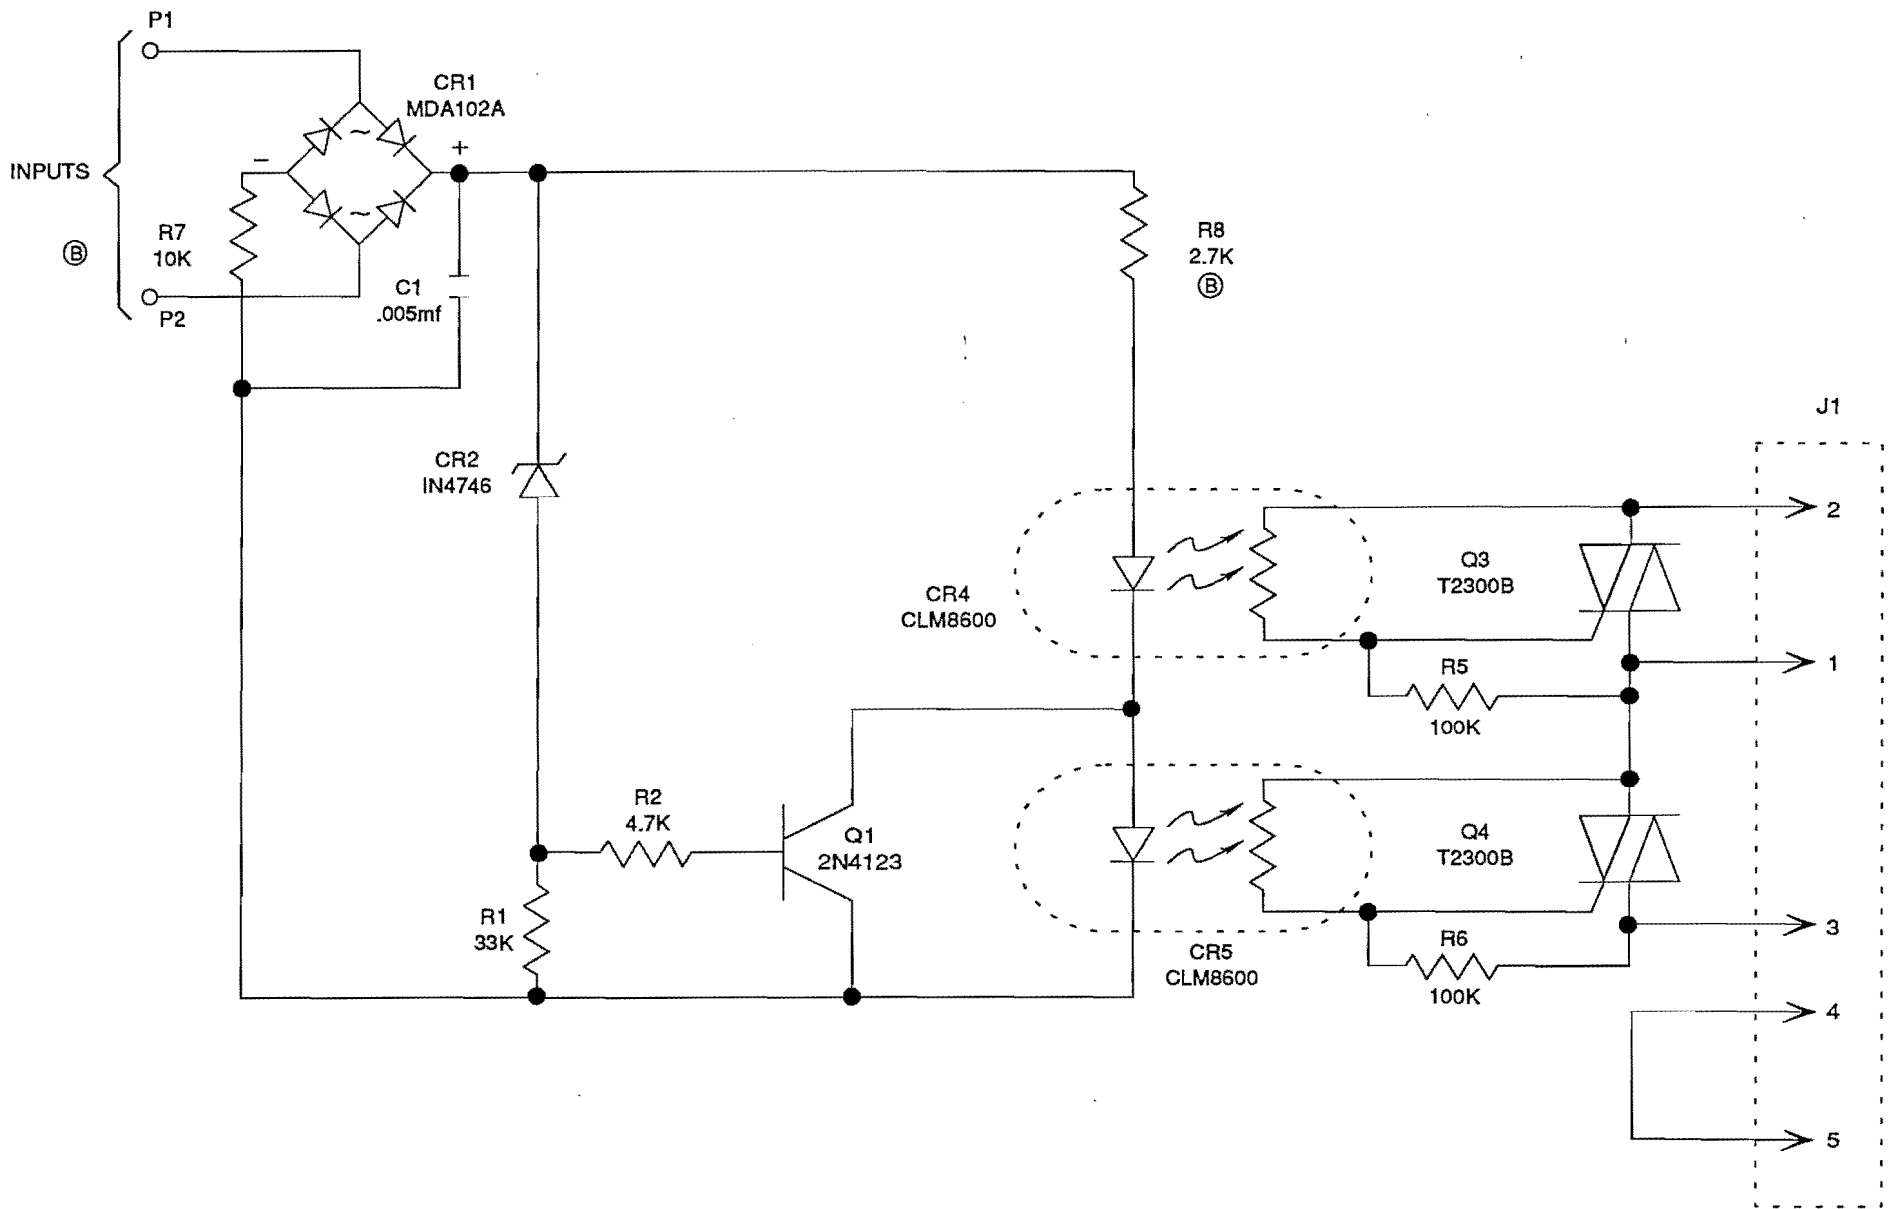 P1
CR1
MDA102A
~
+
−
INPUTS
~
R7
10K
Ⓑ
C1
.005mf
P2
R8
2.7K
Ⓑ
J1
CR2
IN4746
2
Q3
T2300B
CR4
CLM8600
1
R5
100K
R2
4.7K
Q1
2N4123
Q4
T2300B
R1
33K
3
R6
100K
CR5
CLM8600
4
5